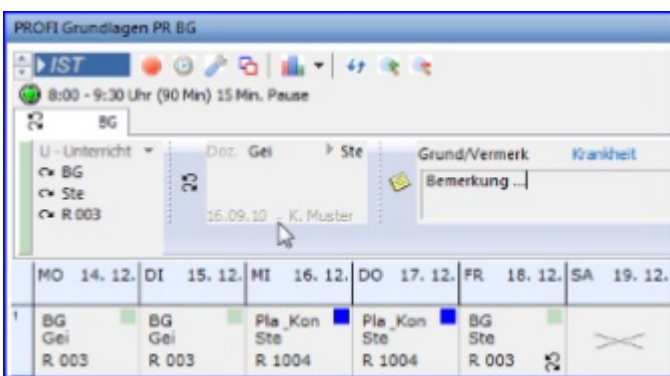 PROFI Grundlagen PR BG
IST
8:00 - 9:30 Uhr (90 Min) 15 Min. Pause
BG
U - Unterricht
BG
Ste
R 003
Doz. Gei Ste
16.09.10 - K. Muster
Grund/Vermerk Krankheit
Bemerkung ...
MO 14. 12. DI 15. 12. MI 16. 12. DO 17. 12. FR 18. 12. SA 19. 12.
1
BG BG Pla_Kon Pla_Kon BG
Gei Gei Ste Ste Ste
R 003 R 003 R 1004 R 1004 R 003